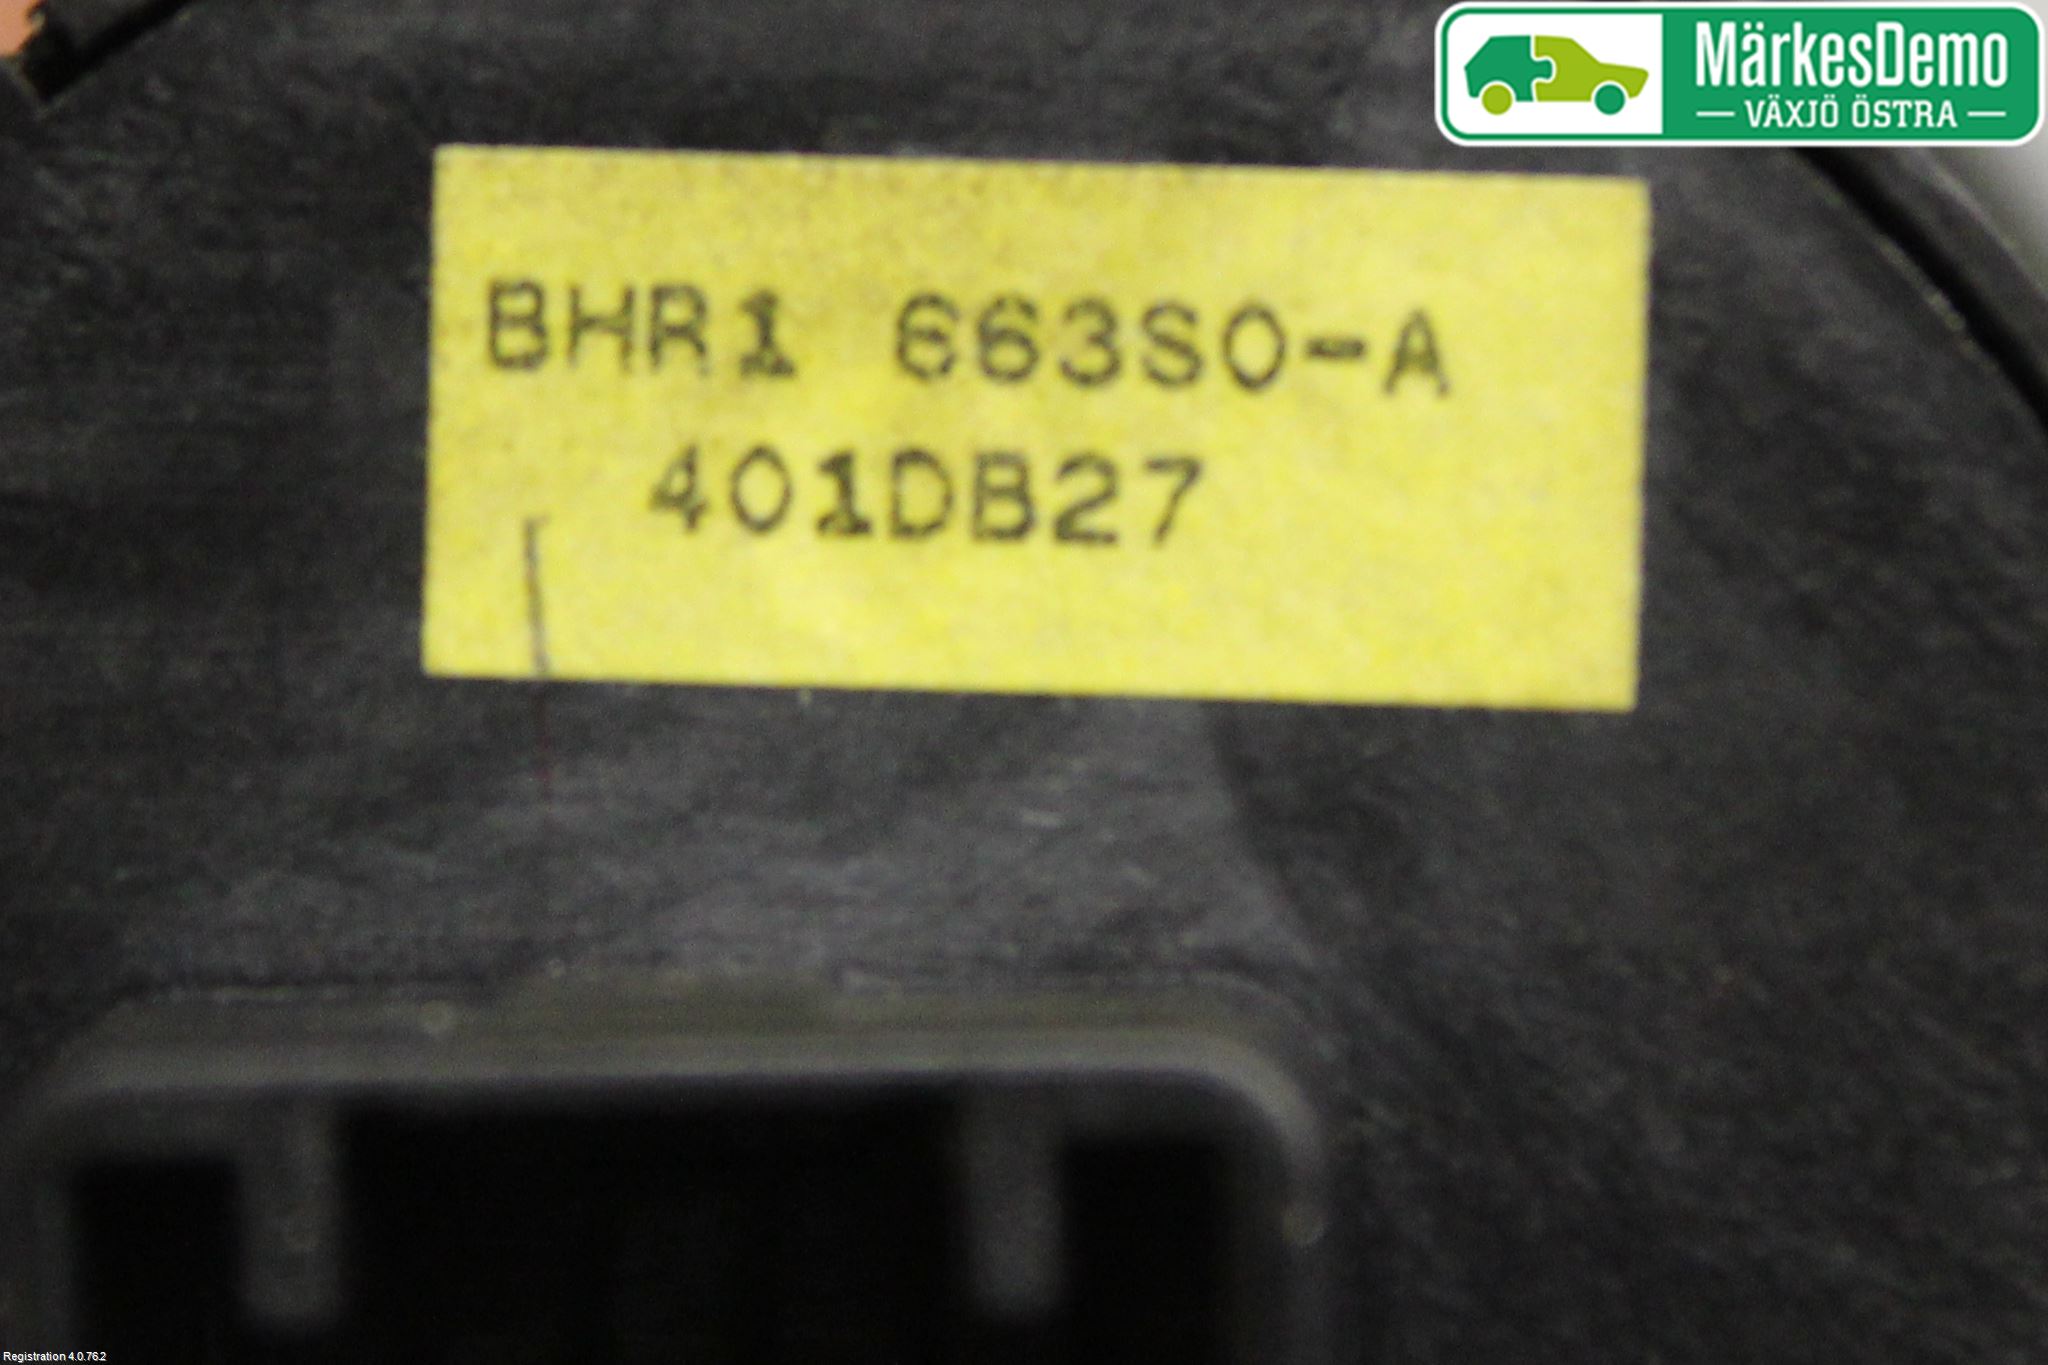 MärkesDemo
VÄXJÖ ÖSTRA
BHR1 663S0-A
401DB27
Registration 4.0.76.2